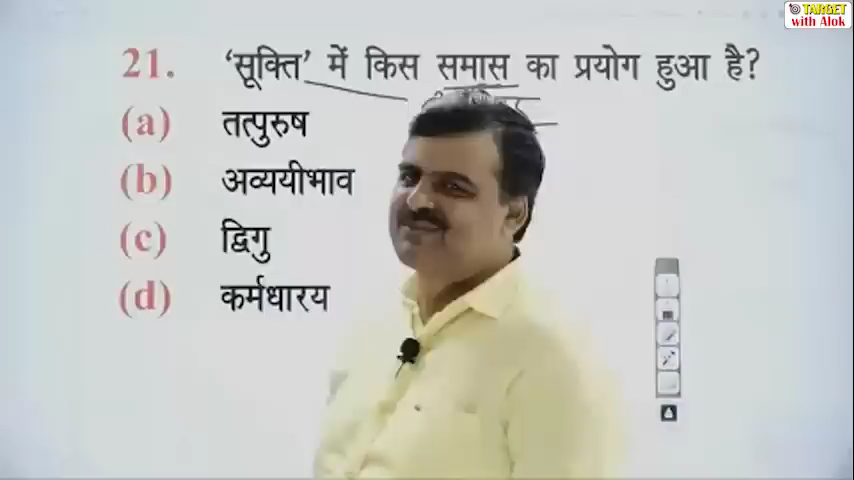 TARGET
with Alok
21. ‘सूक्ति’ में किस समास का प्रयोग हुआ है?
(a) तत्पुरुष
(b) अव्ययीभाव
(c) द्विगु
(d) कर्मधारय